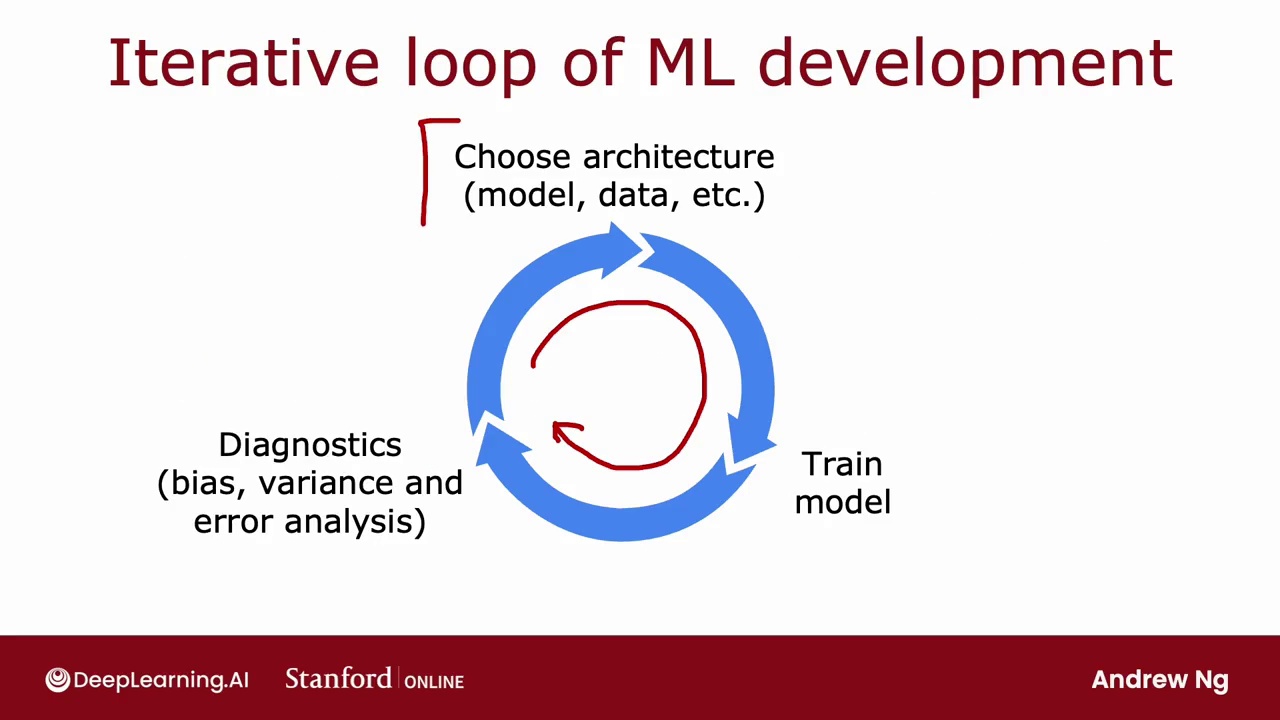 Iterative loop of ML development
Choose architecture
(model, data, etc.)
Train
model
Diagnostics
(bias, variance and
error analysis)
DeepLearning.AI
Stanford | ONLINE
Andrew Ng